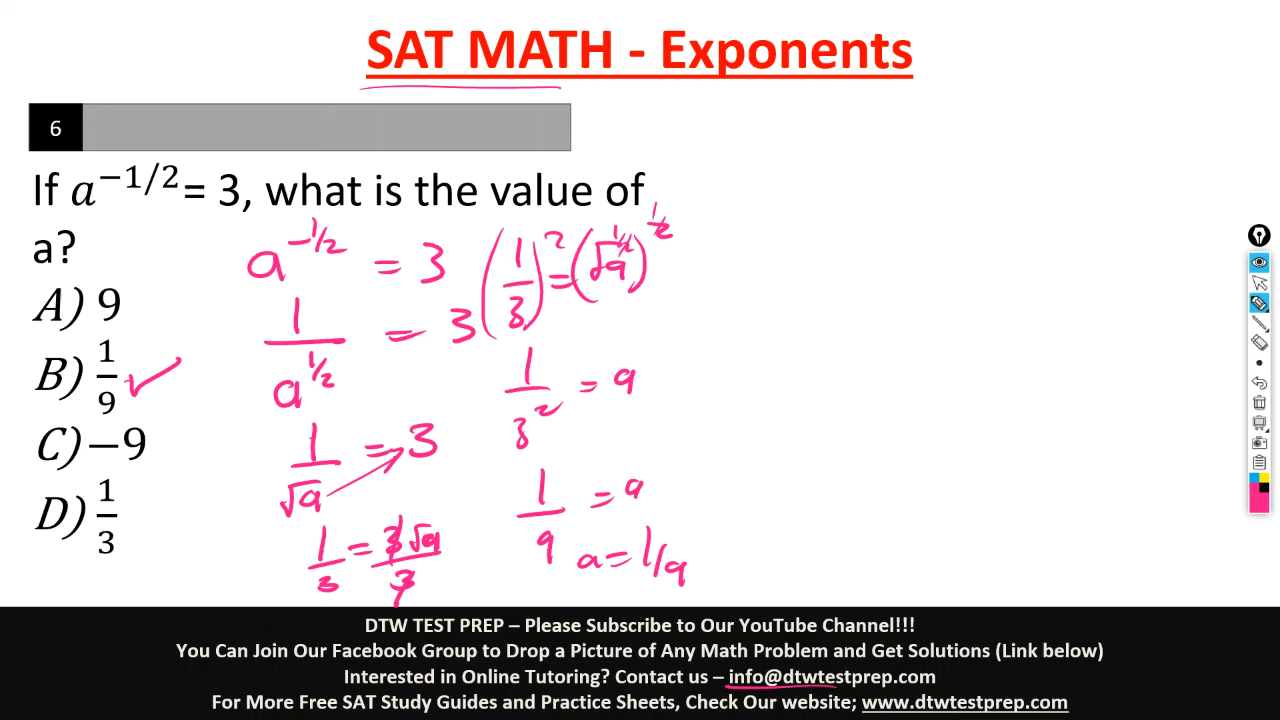 SAT MATH - Exponents
6
If a^{−1/2} = 3, what is the value of
a?
A) 9
B) 1/9 ✓
C) −9
D) 1/3
a^{-1/2} = 3
1/a^{1/2} = 3
1/√a = 3
1/3 = 3√a/3
(1/3)^2 = (√a)
1/3^2 = a
1/9 = a
a = 1/9
DTW TEST PREP – Please Subscribe to Our YouTube Channel!!!
You Can Join Our Facebook Group to Drop a Picture of Any Math Problem and Get Solutions (Link below)
Interested in Online Tutoring? Contact us – info@dtwtestprep.com
For More Free SAT Study Guides and Practice Sheets, Check Our website; www.dtwtestprep.com